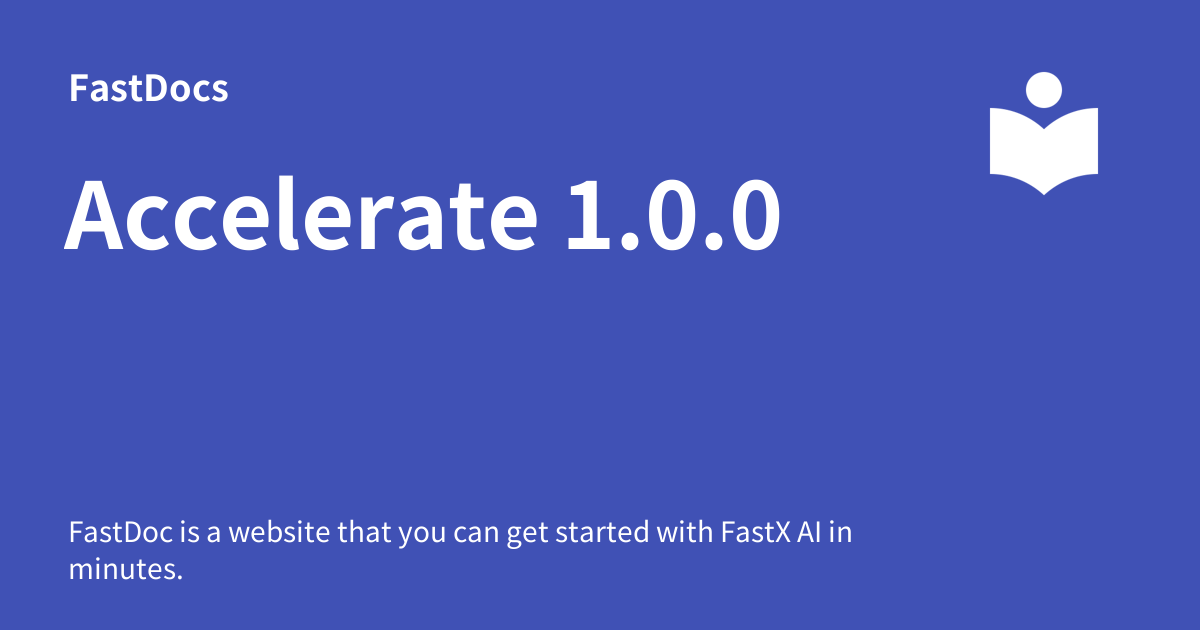 FastDocs
Accelerate 1.0.0
FastDoc is a website that you can get started with FastX AI in
minutes.